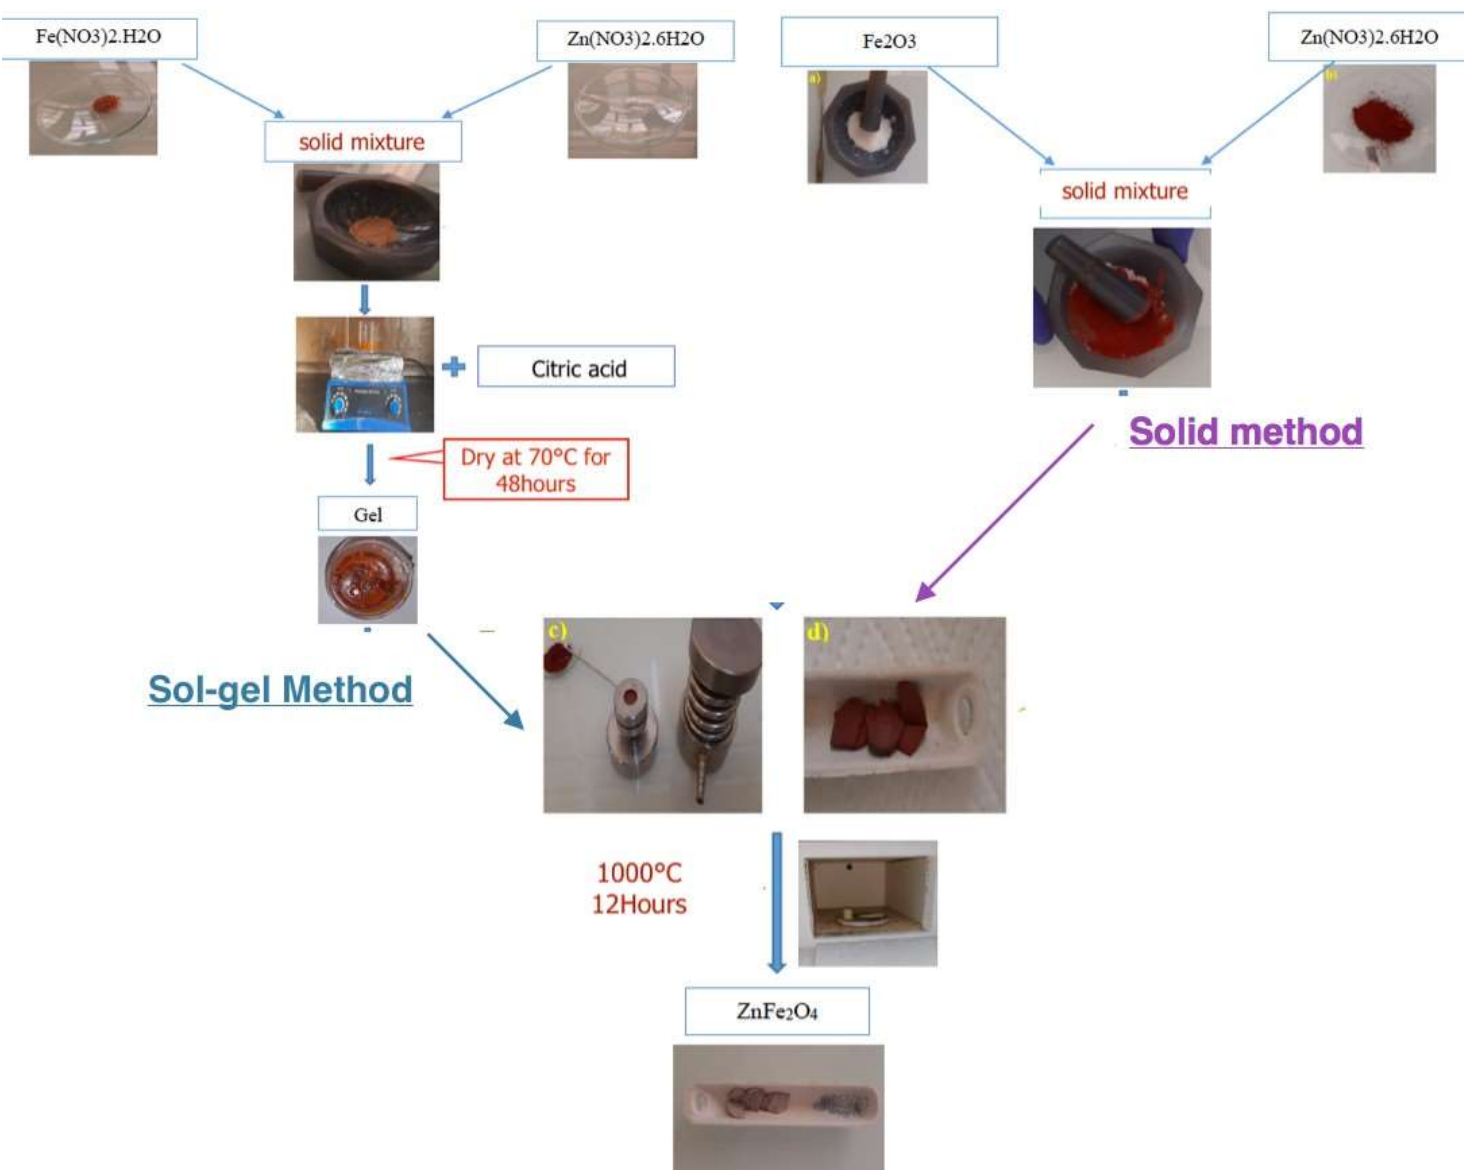 Fe(NO3)2.H2O
Zn(NO3)2.6H2O
Fe2O3
Zn(NO3)2.6H2O
a)
b)
solid mixture
solid mixture
Citric acid
Solid method
Dry at 70°C for
48hours
Gel
c)
d)
Sol-gel Method
1000°C
12Hours
ZnFe₂O₄